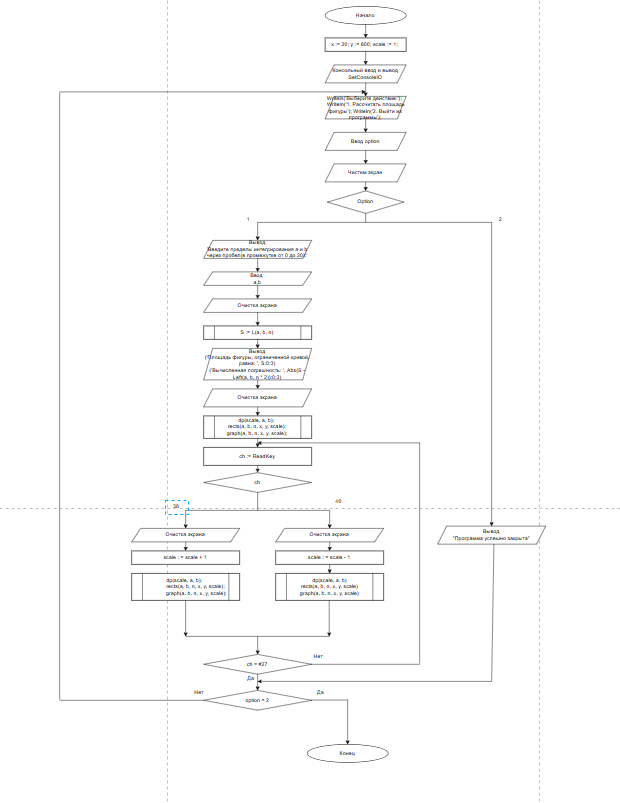 Начало
x := 30; y := 800; scale := 1;
Консольный ввод и вывод
SetConsoleIO
Writeln('Выберите действие:');
Writeln('1. Рассчитать площадь
фигуры'); Writeln('2. Выйти из
программы');
Ввод option
Чистим экран
Option
1
2
Вывод
'Введите пределы интегрирования a и b
через пробел(в промежутке от 0 до 20):'
Ввод
a,b
Очистка экрана
S := L(a, b, n)
Вывод
('Площадь фигуры, ограниченной кривой,
равна: ', S:0:3)
('Вычисленная погрешность: ', Abs(S -
Left(a, b, n * 2)):0:3)
Очистка экрана
dp(scale, a, b);
rects(a, b, n, x, y, scale);
graph(a, b, n, x, y, scale);
ch := ReadKey
ch
38
40
Очистка экрана
Очистка экрана
Вывод
"Программа успешно закрыта"
scale : = scale + 1
scale : = scale - 1
dp(scale, a, b);
rects(a, b, n, x, y, scale);
graph(a, b, n, x, y, scale);
dp(scale, a, b)
rects(a, b, n, x, y, scale)
graph(a, b, n, x, y, scale)
ch = #27
Нет
Да
option = 2
Нет
Да
Конец